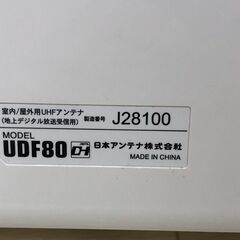 室内/屋外用UHFアンテナ
(地上デジタル放送受信用) 製造番号 J28100
MODEL
UDF80 DH 日本アンテナ株式会社
MADE IN CHINA